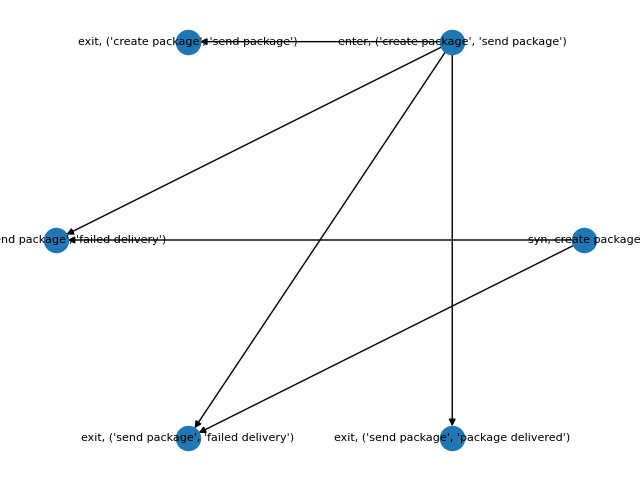 exit, ('create package', 'send package')
enter, ('create package', 'send package')
end package', 'failed delivery')
syn, create package
exit, ('send package', 'failed delivery')
exit, ('send package', 'package delivered')